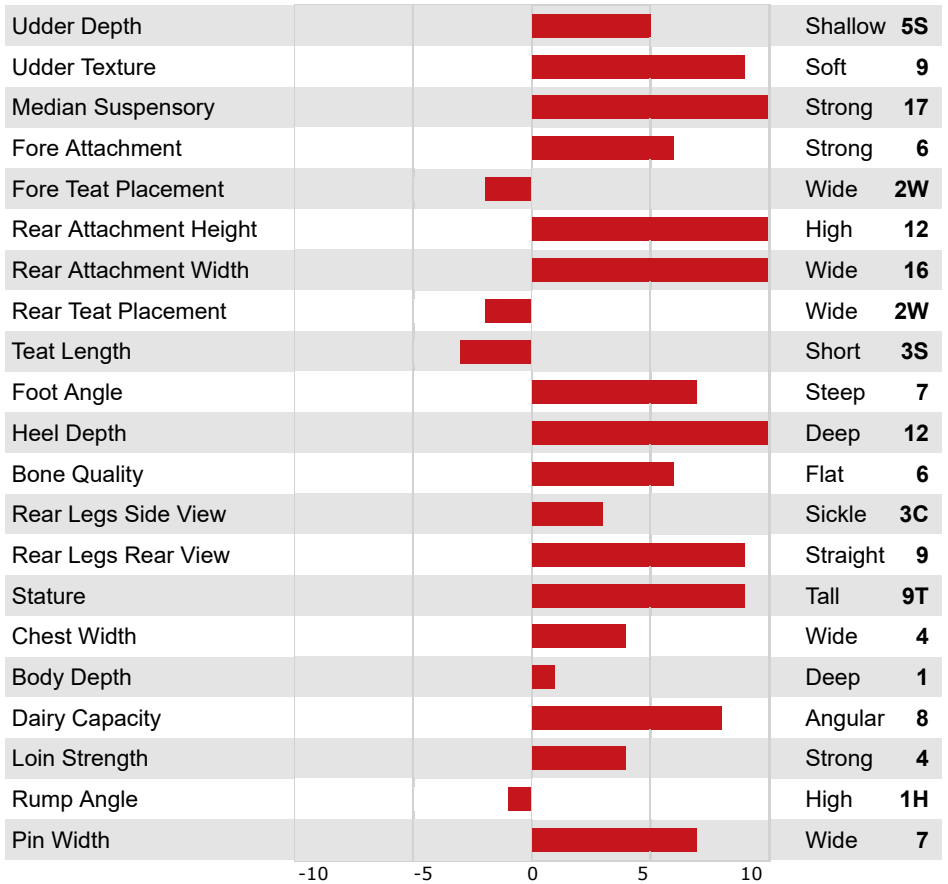 Udder Depth Shallow 5S
Udder Texture Soft 9
Median Suspensory Strong 17
Fore Attachment Strong 6
Fore Teat Placement Wide 2W
Rear Attachment Height High 12
Rear Attachment Width Wide 16
Rear Teat Placement Wide 2W
Teat Length Short 3S
Foot Angle Steep 7
Heel Depth Deep 12
Bone Quality Flat 6
Rear Legs Side View Sickle 3C
Rear Legs Rear View Straight 9
Stature Tall 9T
Chest Width Wide 4
Body Depth Deep 1
Dairy Capacity Angular 8
Loin Strength Strong 4
Rump Angle High 1H
Pin Width Wide 7
-10 -5 0 5 10